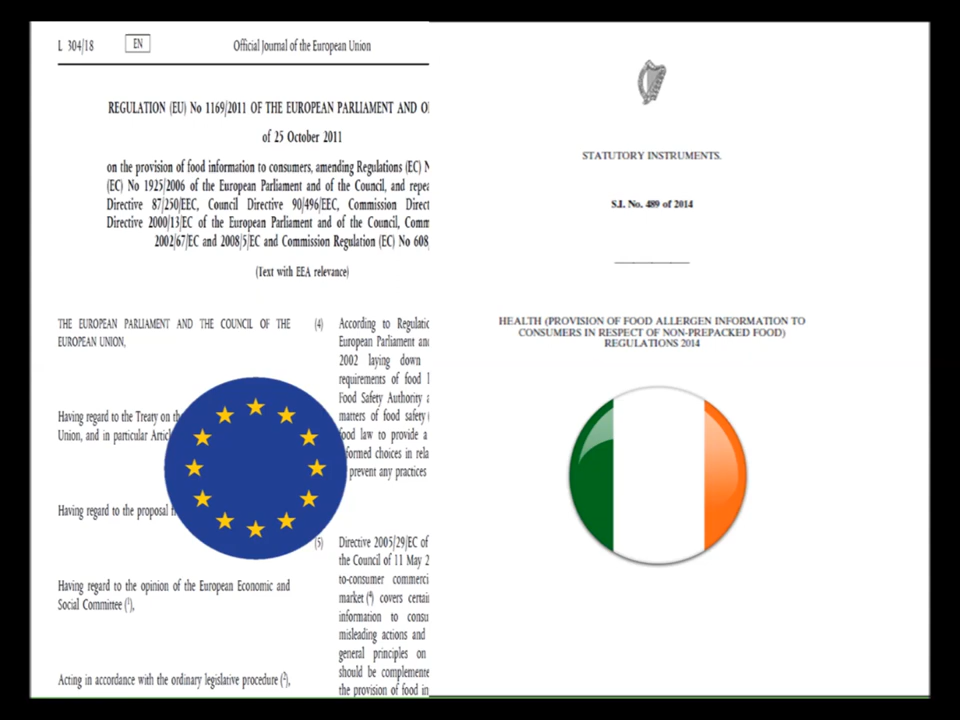 L 304/18
EN
Official Journal of the European Union
REGULATION (EU) No 1169/2011 OF THE EUROPEAN PARLIAMENT AND O
of 25 October 2011
on the provision of food information to consumers, amending Regulations (EC) N
(EC) No 1925/2006 of the European Parliament and of the Council, and repea
Directive 87/250/EEC, Council Directive 90/496/EEC, Commission Direct
Directive 2000/13/EC of the European Parliament and of the Council, Comm
2002/67/EC and 2008/5/EC and Commission Regulation (EC) No 608/
(Text with EEA relevance)
THE EUROPEAN PARLIAMENT AND THE COUNCIL OF THE
EUROPEAN UNION,
Having regard to the Treaty on th
Union, and in particular Artic
Having regard to the proposal
Having regard to the opinion of the European Economic and
Social Committee (1),
Acting in accordance with the ordinary legislative procedure (2),
(4) According to Regulatio
European Parliament and
2002 laying down
requirements of food l
Food Safety Authority a
matters of food safety (
food law to provide a
formed choices in rela
prevent any practices
(5) Directive 2005/29/EC of
the Council of 11 May 2
to-consumer commerci
market (4) covers certain
information to consu
misleading actions and
general principles on
should be complemente
the provision of food in
STATUTORY INSTRUMENTS.
S.I. No. 489 of 2014
HEALTH (PROVISION OF FOOD ALLERGEN INFORMATION TO
CONSUMERS IN RESPECT OF NON-PREPACKED FOOD)
REGULATIONS 2014